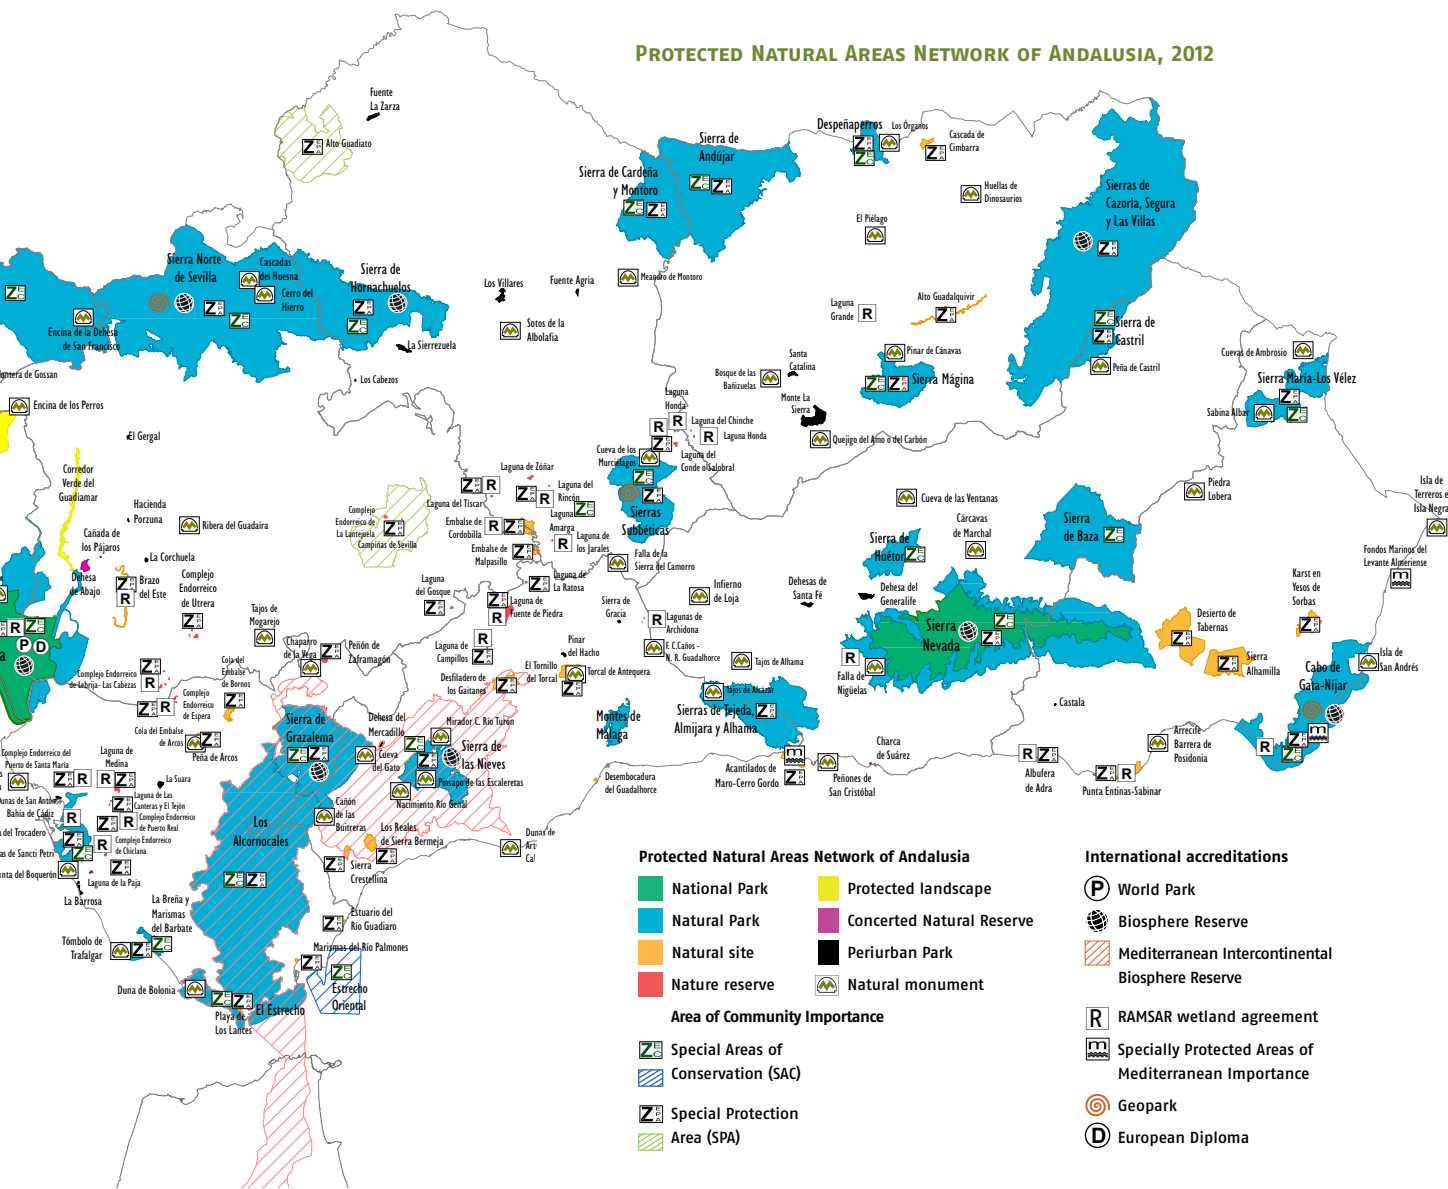 PROTECTED NATURAL AREAS NETWORK OF ANDALUSIA, 2012
Fuente
La Zarza
Alto Guadiato
Sierra de
Andújar
Despeñaperros
Los Órganos
Cascada de
Cimbarra
Sierra de Cardeña
y Montoro
Huellas de
Dinosaurios
Sierras de
Cazorla, Segura
y Las Villas
El Piélago
Sierra Norte
de Sevilla
Cascadas
del Huesna
Cerro del
Hierro
Sierra de
Hornachuelos
Los Villares
Fuente Agria
Meandro de Montoro
Encina de la Dehesa
de San Francisco
La Sierrezuela
Sotos de la
Albolafia
Laguna
Grande
Alto Guadalquivir
Sierra de
Castril
Peña de Castril
Pinar de Cánavas
Sierra Mágina
Santa
Catalina
Bosque de las
Bañizuelas
Monte La
Sierra
Quejigo del Amo o del Carbón
Cuevas de Ambrosio
Sierra María-Los Vélez
Sabina Albar
de Gossan
Encina de los Perros
Los Cabezos
El Gergal
Laguna
Honda
Laguna del Chinche
Laguna Honda
Laguna del
Conde o Salobral
Cueva de los
Murciélagos
Sierras
Subbéticas
Corredor
Verde del
Guadiamar
Hacienda
Porzuna
Ribera del Guadaíra
Cañada de
los Pájaros
La Corchuela
Dehesa
de Abajo
Brazo
del Este
Complejo
Endorreico
de Utrera
Complejo
Endorreico de
La Lantejuela
Campiñas de Sevilla
Laguna de Zóñar
Laguna del Tíscar
Laguna del
Rincón
Laguna
Amarga
Embalse de
Cordobilla
Embalse de
Malpasillo
Laguna de
los Jarales
Falla de la
Sierra del Camorro
Cueva de las Ventanas
Cárcavas
de Marchal
Piedra
Lobera
Isla de
Terreros e
Isla Negra
Sierra
de Baza
Sierra de
Huétor
Fondos Marinos del
Levante Almeriense
Laguna
del Gosque
Laguna de
La Ratosa
Laguna de
Fuente de Piedra
Sierra de
Gracia
Infierno
de Loja
Dehesas de
Santa Fé
Dehesa del
Generalife
Karst en
Yesos de
Sorbas
Desierto de
Tabernas
Sierra
Alhamilla
Tajos de
Mogarejo
Chaparro
de la Vega
Peñón de
Zaframagón
Laguna de
Campillos
Pinar
del Hacho
Lagunas de
Archidona
F. C.Caños -
N. R. Guadalhorce
Tajos de Alhama
Sierra
Nevada
Falla de
Nigüelas
Cabo de
Gata-Níjar
Isla de
San Andrés
Complejo Endorreico
de Lebrija- Las Cabezas
Cola del
Embalse
de Bornos
Complejo
Endorreico
de Espera
Desfiladero de
los Gaitanes
El Tornillo
del Torcal
Torcal de Antequera
Tajos de Alcázar
Sierras de Tejeda,
Almijara y Alhama
Castala
Cola del Embalse
de Arcos
Peña de Arcos
Sierra de
Grazalema
Dehesa del
Mercadillo
Mirador C. Río Turón
Cueva
del Gato
Sierra de
las Nieves
Pinsapo de las Escaleretas
Nacimiento Río Genal
Montes de
Málaga
Acantilados de
Maro-Cerro Gordo
Peñones de
San Cristóbal
Charca
de Suárez
Albufera
de Adra
Punta Entinas-Sabinar
Arrecife
Barrera de
Posidonia
Complejo Endorreico del
Puerto de Santa María
Laguna de
Medina
La Suara
Dunas de San Antón
Bahía de Cádiz
Laguna de Las
Canteras y El Tejón
Complejo Endorreico
de Puerto Real
del Trocadero
Complejo Endorreico
de Chiclana
de Sancti Petri
del Boquerón
Laguna de la Paja
La Barrosa
Los
Alcornocales
Cañón
de las
Buitreras
Los Reales
de Sierra Bermeja
Sierra
Crestellina
Desembocadura
del Guadalhorce
Dunas de
Art
La Breña y
Marismas
del Barbate
Tómbolo de
Trafalgar
Estuario del
Río Guadiaro
Marismas del Río Palmones
Estrecho
Oriental
Duna de Bolonia
Playa de
Los Lances
El Estrecho
Protected Natural Areas Network of Andalusia
National Park
Natural Park
Natural site
Nature reserve
Protected landscape
Concerted Natural Reserve
Periurban Park
Natural monument
Area of Community Importance
Special Areas of
Conservation (SAC)
Special Protection
Area (SPA)
International accreditations
P World Park
Biosphere Reserve
Mediterranean Intercontinental
Biosphere Reserve
R RAMSAR wetland agreement
m Specially Protected Areas of
Mediterranean Importance
Geopark
D European Diploma